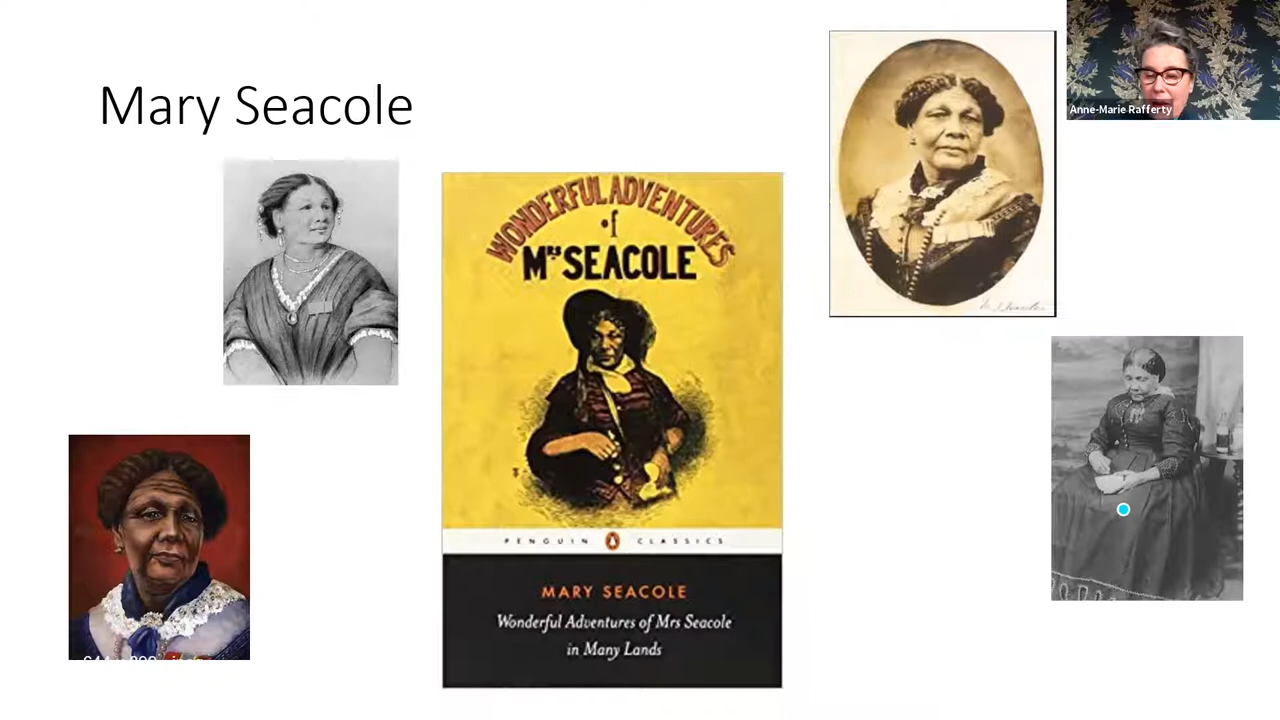 Mary Seacole
Anne-Marie Rafferty
WONDERFUL ADVENTURES
of
MRS SEACOLE
PENGUIN CLASSICS
MARY SEACOLE
Wonderful Adventures of Mrs Seacole
in Many Lands